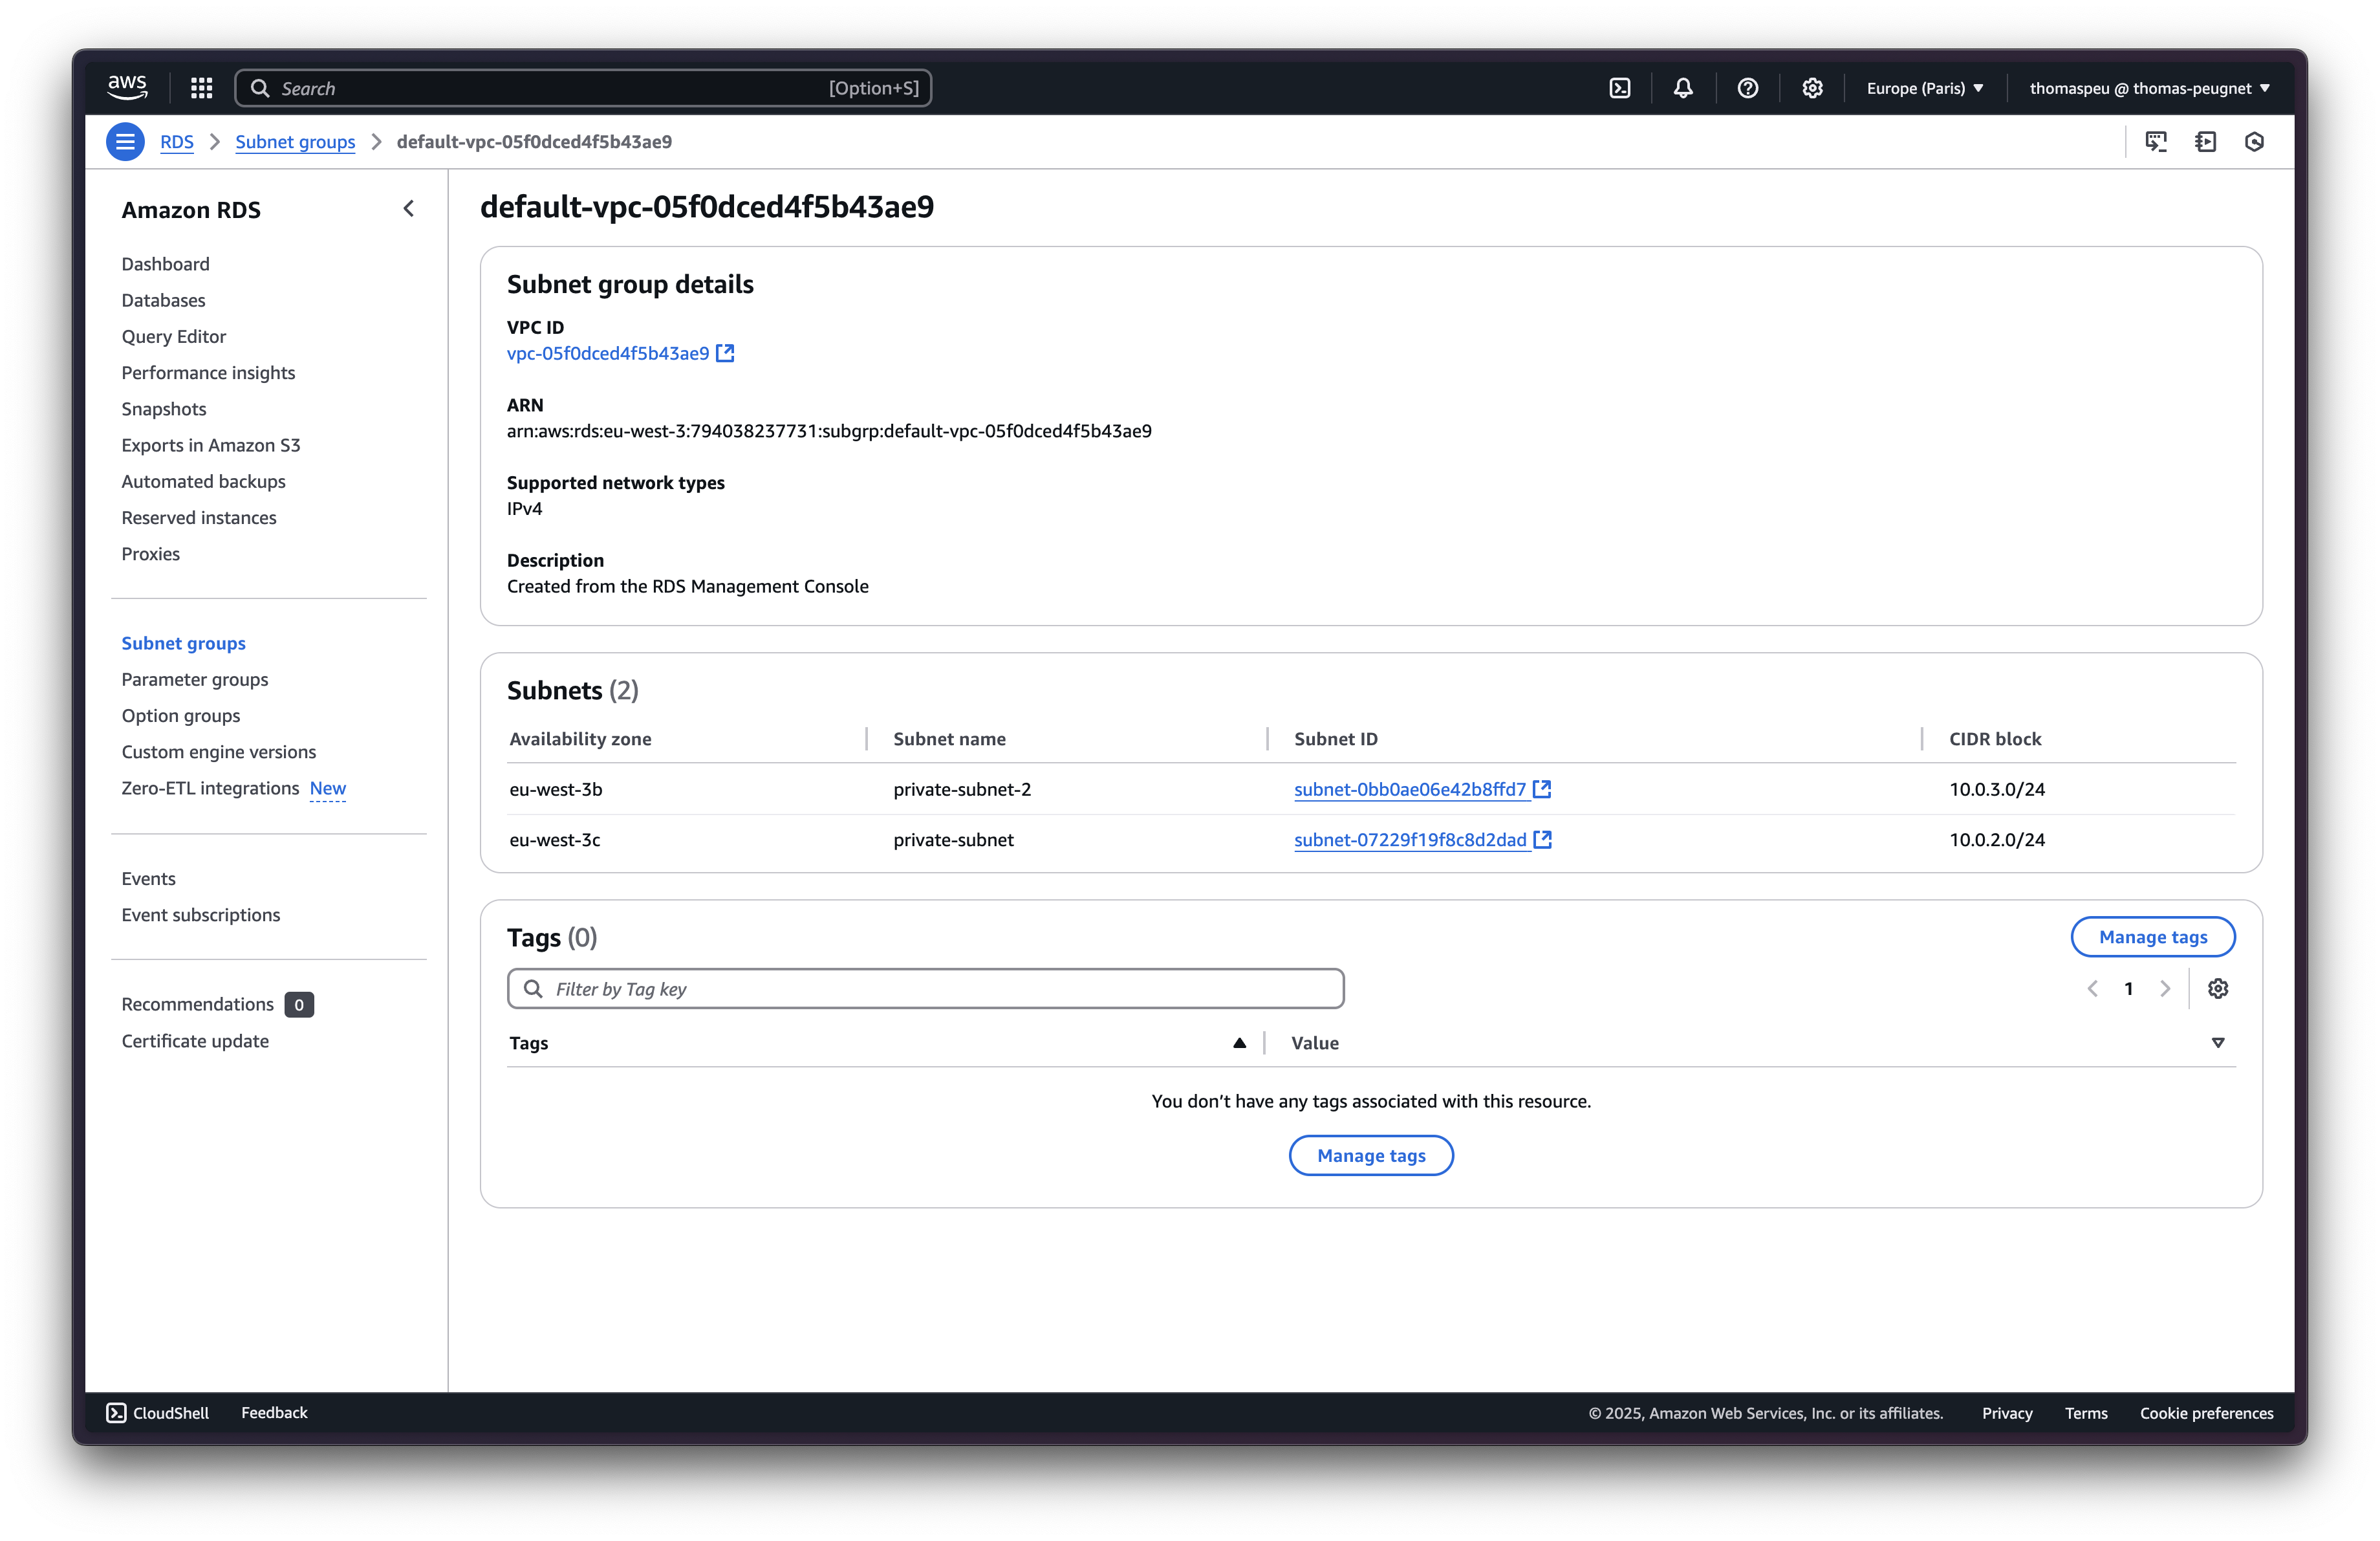 aws
Search [Option+S]
Europe (Paris) ▼
thomaspeu @ thomas-peugnet ▼
RDS > Subnet groups > default-vpc-05f0dced4f5b43ae9
Amazon RDS
Dashboard
Databases
Query Editor
Performance insights
Snapshots
Exports in Amazon S3
Automated backups
Reserved instances
Proxies
Subnet groups
Parameter groups
Option groups
Custom engine versions
Zero-ETL integrations New
Events
Event subscriptions
Recommendations 0
Certificate update
default-vpc-05f0dced4f5b43ae9
Subnet group details
VPC ID
vpc-05f0dced4f5b43ae9
ARN
arn:aws:rds:eu-west-3:794038237731:subgrp:default-vpc-05f0dced4f5b43ae9
Supported network types
IPv4
Description
Created from the RDS Management Console
Subnets (2)
Availability zone Subnet name Subnet ID CIDR block
eu-west-3b private-subnet-2 subnet-0bb0ae06e42b8ffd7 10.0.3.0/24
eu-west-3c private-subnet subnet-07229f19f8c8d2dad 10.0.2.0/24
Tags (0)
Manage tags
Filter by Tag key
1
Tags Value
You don’t have any tags associated with this resource.
Manage tags
CloudShell Feedback
© 2025, Amazon Web Services, Inc. or its affiliates. Privacy Terms Cookie preferences